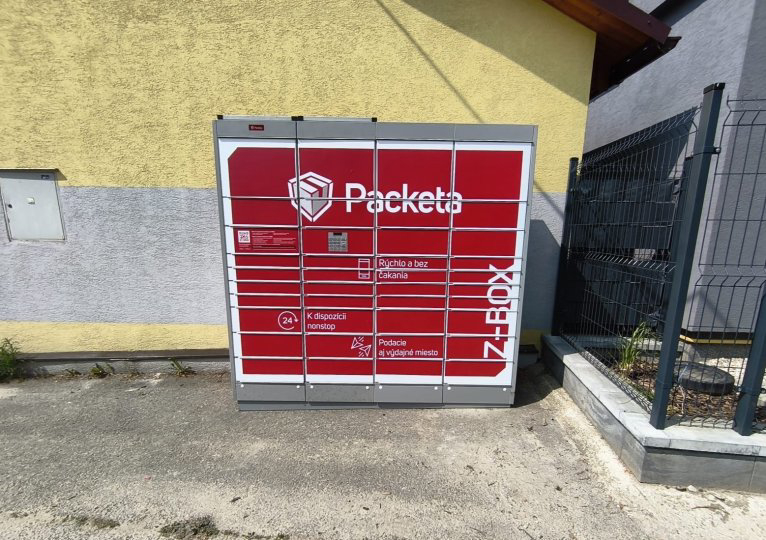 Packeta
Rýchlo a bez
čakania
24
K dispozícii
nonstop
Podacie
aj výdajné miesto
Z-BOX